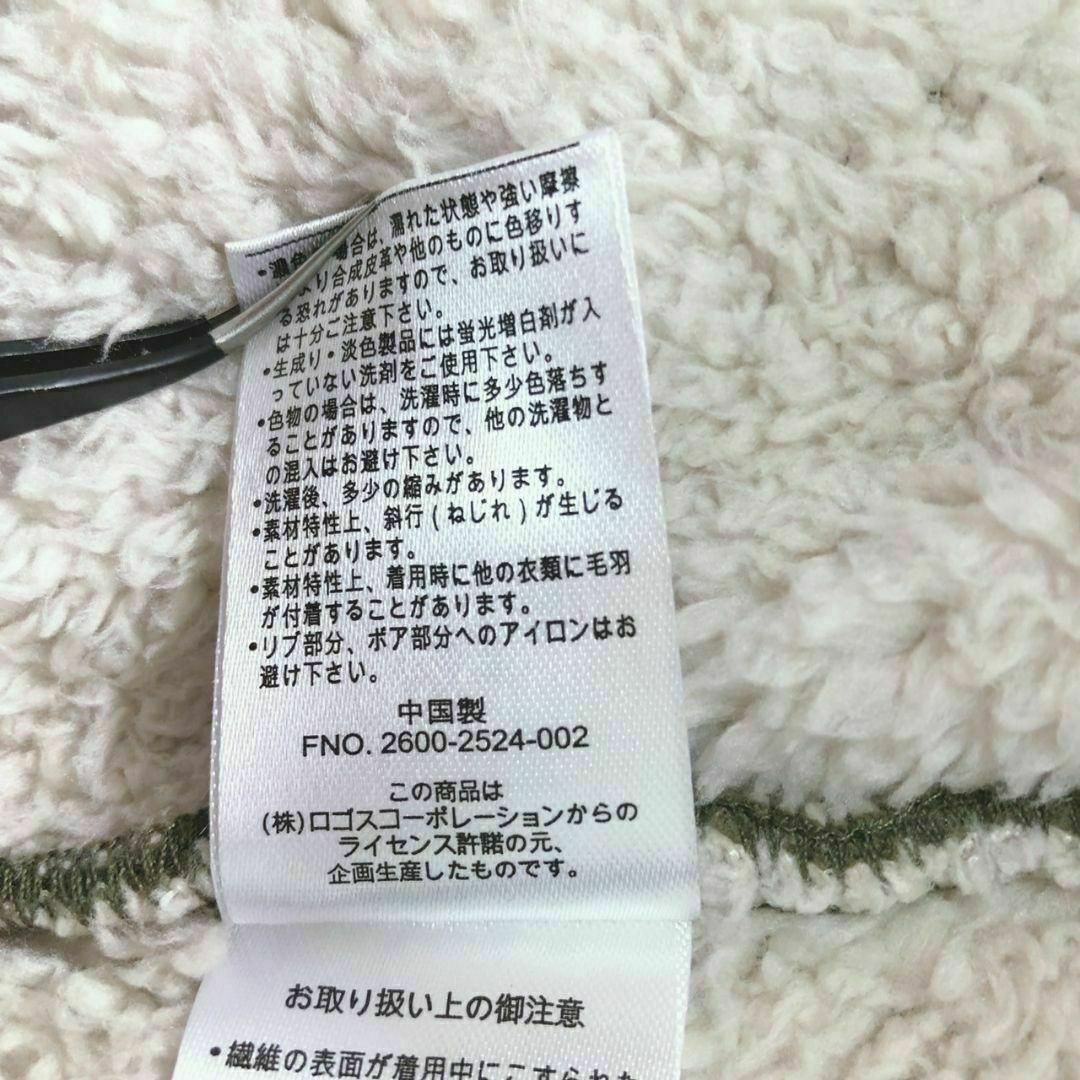 ・濃色 場合は、濡れた状態や強い摩擦
より合成皮革や他のものに色移りす
る恐れがありますので、お取り扱いに
は十分ご注意下さい。
・生成り・淡色製品には蛍光増白剤が入
っていない洗剤をご使用下さい。
・色物の場合は、洗濯時に多少色落ちす
ることがありますので、他の洗濯物と
の混入はお避け下さい。
・洗濯後、多少の縮みがあります。
・素材特性上、斜行(ねじれ)が生じる
ことがあります。
・素材特性上、着用時に他の衣類に毛羽
が付着することがあります。
・リブ部分、ボア部分へのアイロンはお
避け下さい。
中国製
FNO. 2600-2524-002
この商品は
(株)ロゴスコーポレーションからの
ライセンス許諾の元、
企画生産したものです。
お取り扱い上の御注意
・繊維の表面が着用中にこすられた